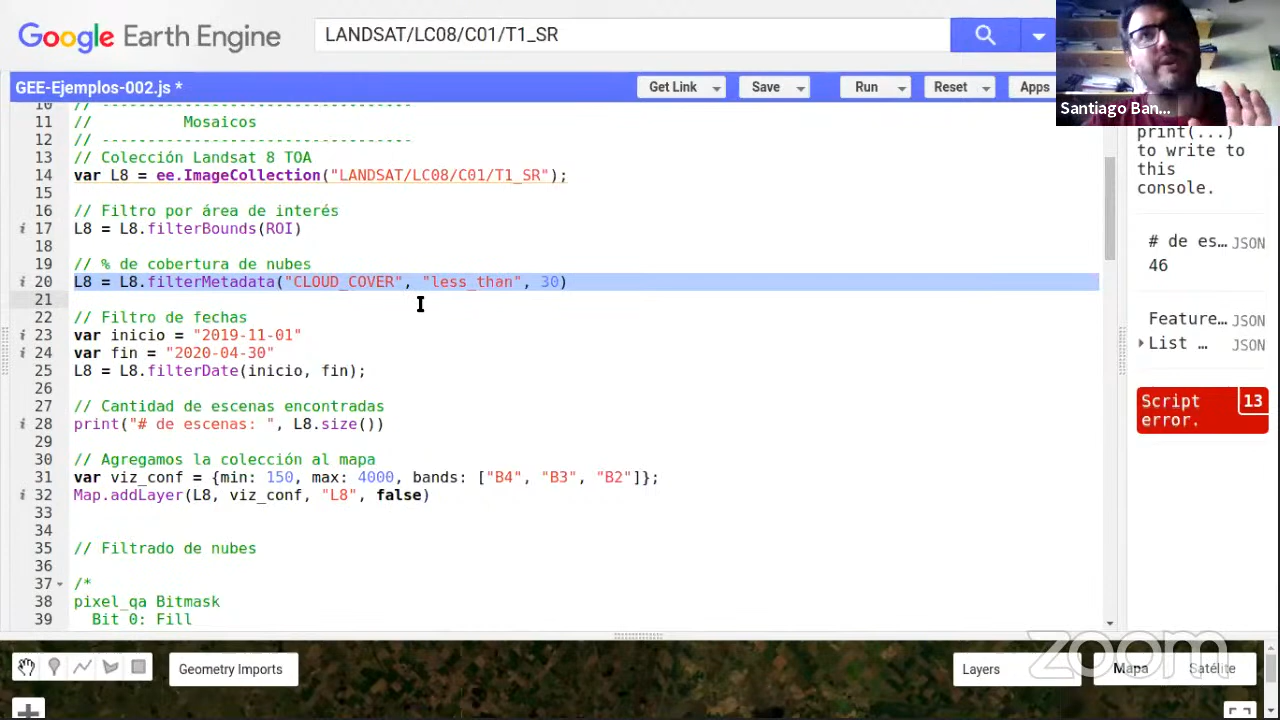 Google Earth Engine
LANDSAT/LC08/C01/T1_SR
GEE-Ejemplos-002.js *
Get Link
Save
Run
Reset
Apps
Santiago Ban...
10 // ----------------------------------
11 // Mosaicos
12 // ----------------------------------
13 // Colección Landsat 8 TOA
14 var L8 = ee.ImageCollection("LANDSAT/LC08/C01/T1_SR");
15
16 // Filtro por área de interés
i 17 L8 = L8.filterBounds(ROI)
18
19 // % de cobertura de nubes
i 20 L8 = L8.filterMetadata("CLOUD_COVER", "less_than", 30)
21
22 // Filtro de fechas
i 23 var inicio = "2019-11-01"
i 24 var fin = "2020-04-30"
25 L8 = L8.filterDate(inicio, fin);
26
27 // Cantidad de escenas encontradas
i 28 print("# de escenas: ", L8.size())
29
30 // Agregamos la colección al mapa
31 var viz_conf = {min: 150, max: 4000, bands: ["B4", "B3", "B2"]};
i 32 Map.addLayer(L8, viz_conf, "L8", false)
33
34
35 // Filtrado de nubes
36
37 /*
38 pixel_qa Bitmask
39 Bit 0: Fill
print(...)
to write to
this
console.
# de es... JSON
46
Feature... JSON
List ... JSON
Script 13
error.
Geometry Imports
Layers
Mapa
Satélite
zoom